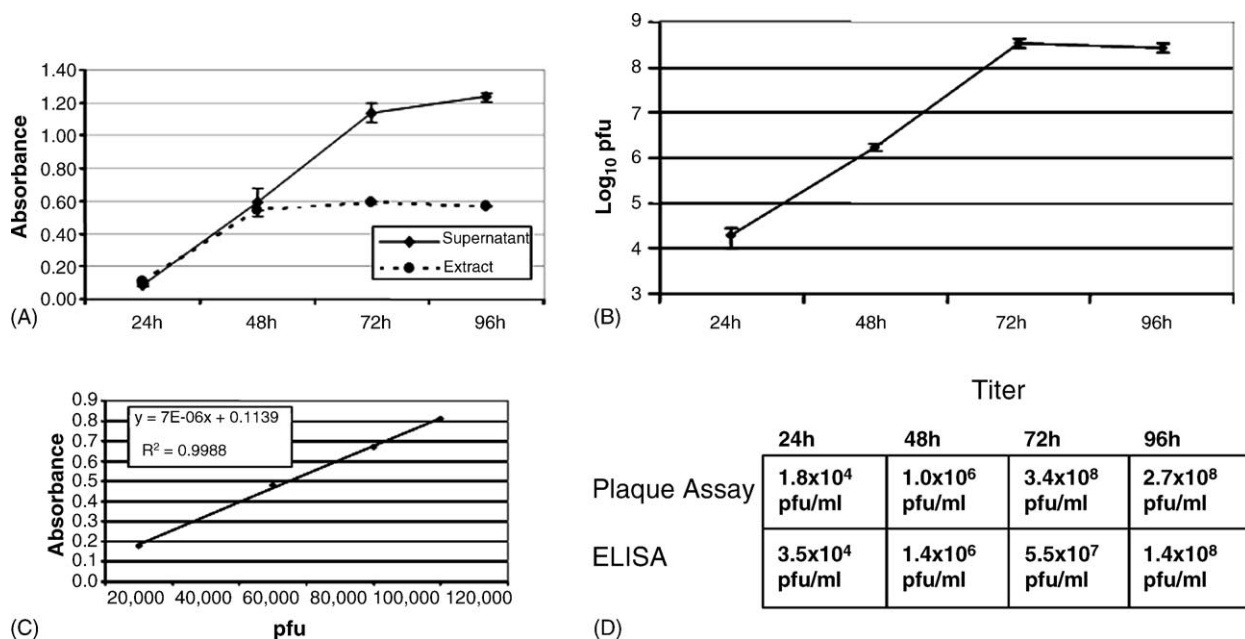 1.40
1.20
1.00
0.80
0.60
0.40
0.20
0.00
Absorbance
Supernatant
Extract
24h 48h 72h 96h
(A)
9
8
7
6
5
4
3
Log₁₀ pfu
24h 48h 72h 96h
(B)
0.9
0.8
0.7
0.6
0.5
0.4
0.3
0.2
0.1
0.0
Absorbance
y = 7E-06x + 0.1139
R² = 0.9988
20,000 40,000 60,000 80,000 100,000 120,000
pfu
(C)
Titer
24h 48h 72h 96h
Plaque Assay
1.8x10⁴ 1.0x10⁶ 3.4x10⁸ 2.7x10⁸
pfu/ml pfu/ml pfu/ml pfu/ml
ELISA
3.5x10⁴ 1.4x10⁶ 5.5x10⁷ 1.4x10⁸
pfu/ml pfu/ml pfu/ml pfu/ml
(D)